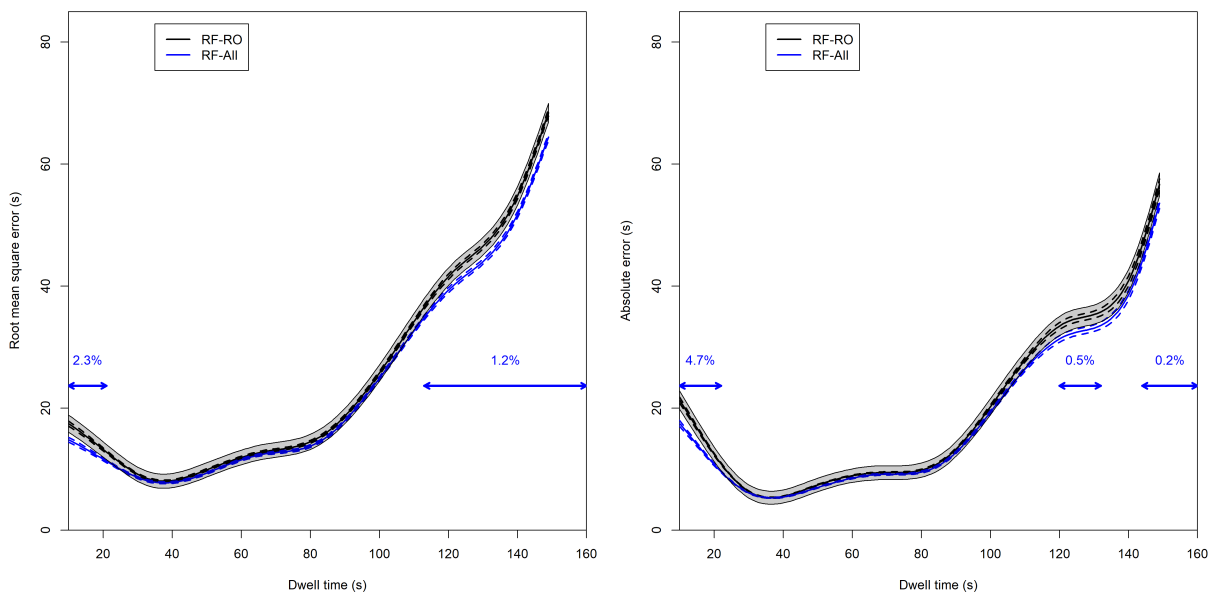 RF-RO
RF-All
Root mean square error (s)
80
60
40
20
0
2.3%
1.2%
20 40 60 80 100 120 140 160
Dwell time (s)
RF-RO
RF-All
Absolute error (s)
80
60
40
20
0
4.7%
0.5%
0.2%
20 40 60 80 100 120 140 160
Dwell time (s)